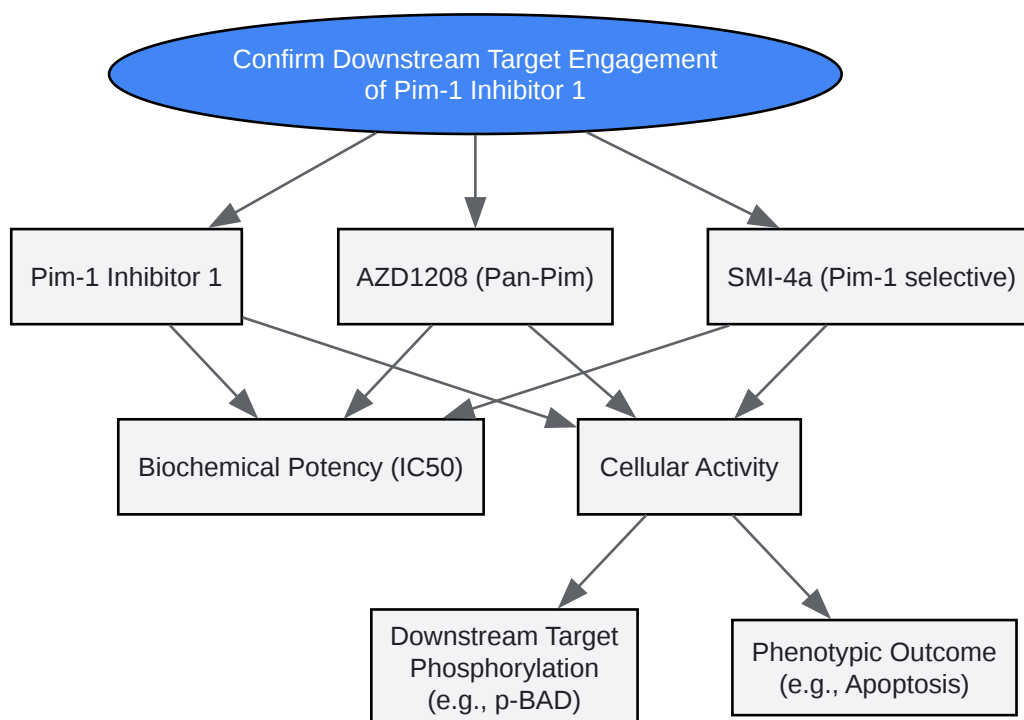 Confirm Downstream Target Engagement
of Pim-1 Inhibitor 1
Pim-1 Inhibitor 1
AZD1208 (Pan-Pim)
SMI-4a (Pim-1 selective)
Biochemical Potency (IC50)
Cellular Activity
Downstream Target
Phosphorylation
(e.g., p-BAD)
Phenotypic Outcome
(e.g., Apoptosis)